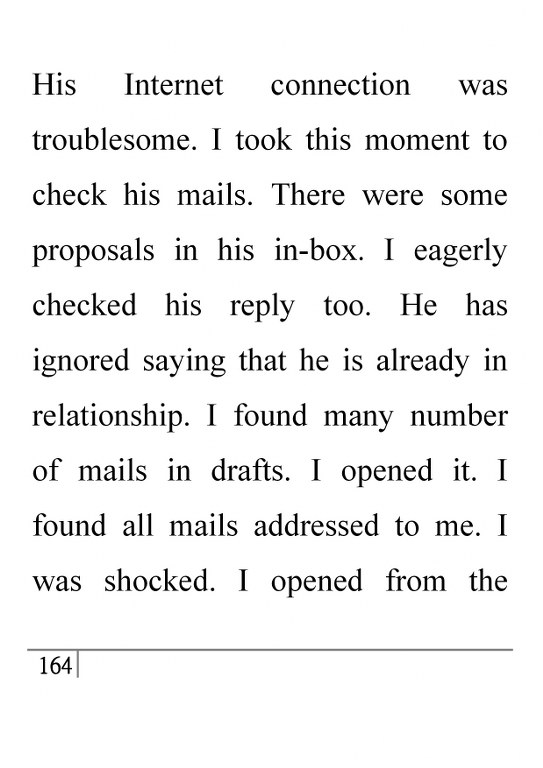 His Internet connection was
troublesome. I took this moment to
check his mails. There were some
proposals in his in-box. I eagerly
checked his reply too. He has
ignored saying that he is already in
relationship. I found many number
of mails in drafts. I opened it. I
found all mails addressed to me. I
was shocked. I opened from the
164